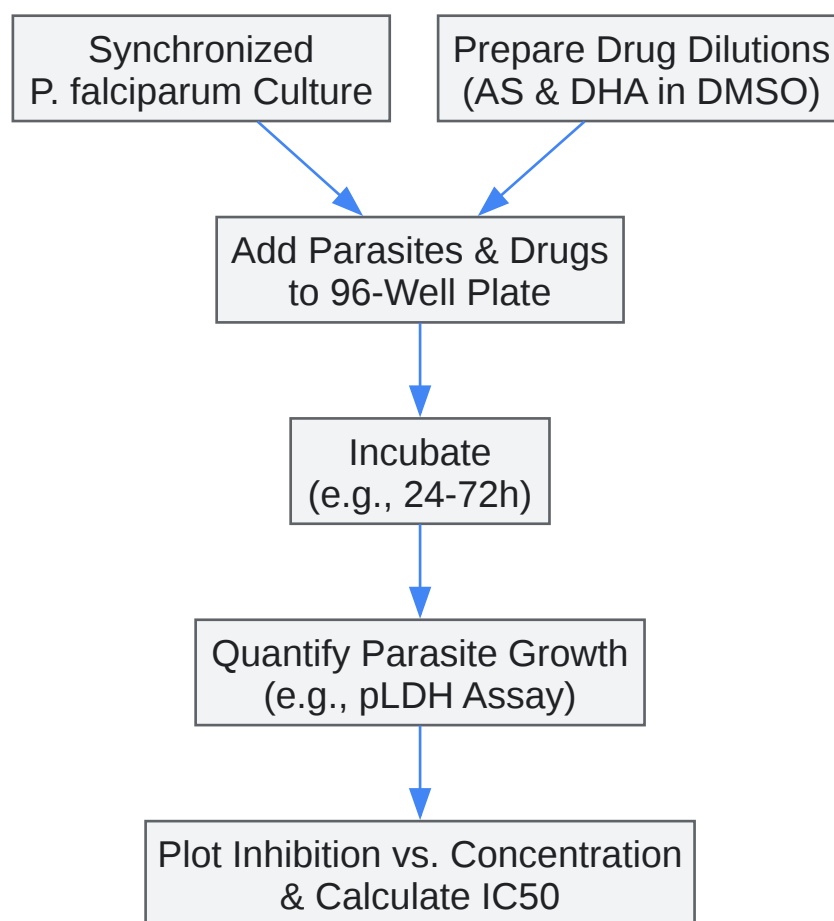 Synchronized
P. falciparum Culture
Prepare Drug Dilutions
(AS & DHA in DMSO)
Add Parasites & Drugs
to 96-Well Plate
Incubate
(e.g., 24-72h)
Quantify Parasite Growth
(e.g., pLDH Assay)
Plot Inhibition vs. Concentration
& Calculate IC50